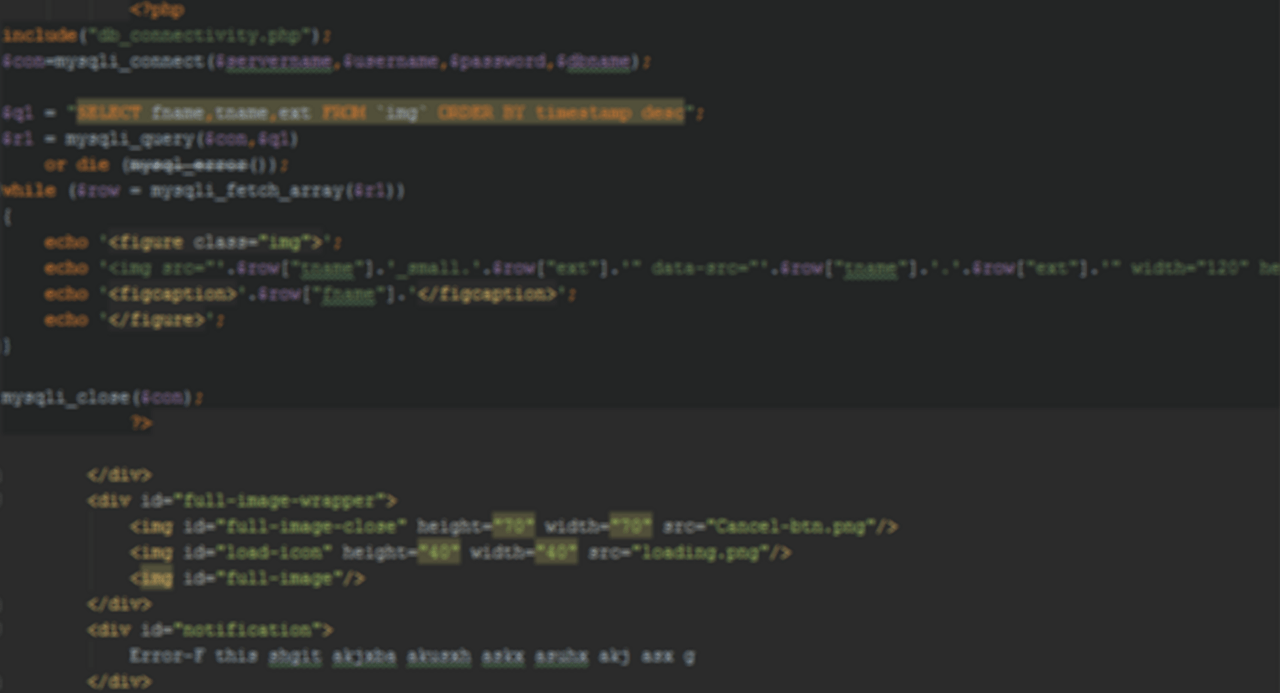 <?php
include("db_connectivity.php");
$con=mysqli_connect($servername,$username,$password,$dbname);
$q1 = "SELECT fname,tname,ext FROM `img` ORDER BY timestamp desc";
$r1 = mysqli_query($con,$q1)
or die (mysql_error());
while ($row = mysqli_fetch_array($r1))
{
echo '<figure class="img">';
echo '<img src="'.$row["tname"].'_small.'.$row["ext"].'" data-src="'.$row["tname"].'.'.$row["ext"].'" width="120" he
echo '<figcaption>'.$row["fname"].'</figcaption>';
echo '</figure>';
}
mysqli_close($con);
?>
</div>
<div id="full-image-wrapper">
<img id="full-image-close" height="70" width="70" src="Cancel-btn.png"/>
<img id="load-icon" height="40" width="40" src="loading.png"/>
<img id="full-image"/>
</div>
<div id="notification">
Error-F this shgit akjxba akusxh askx asuhx akj asx g
</div>